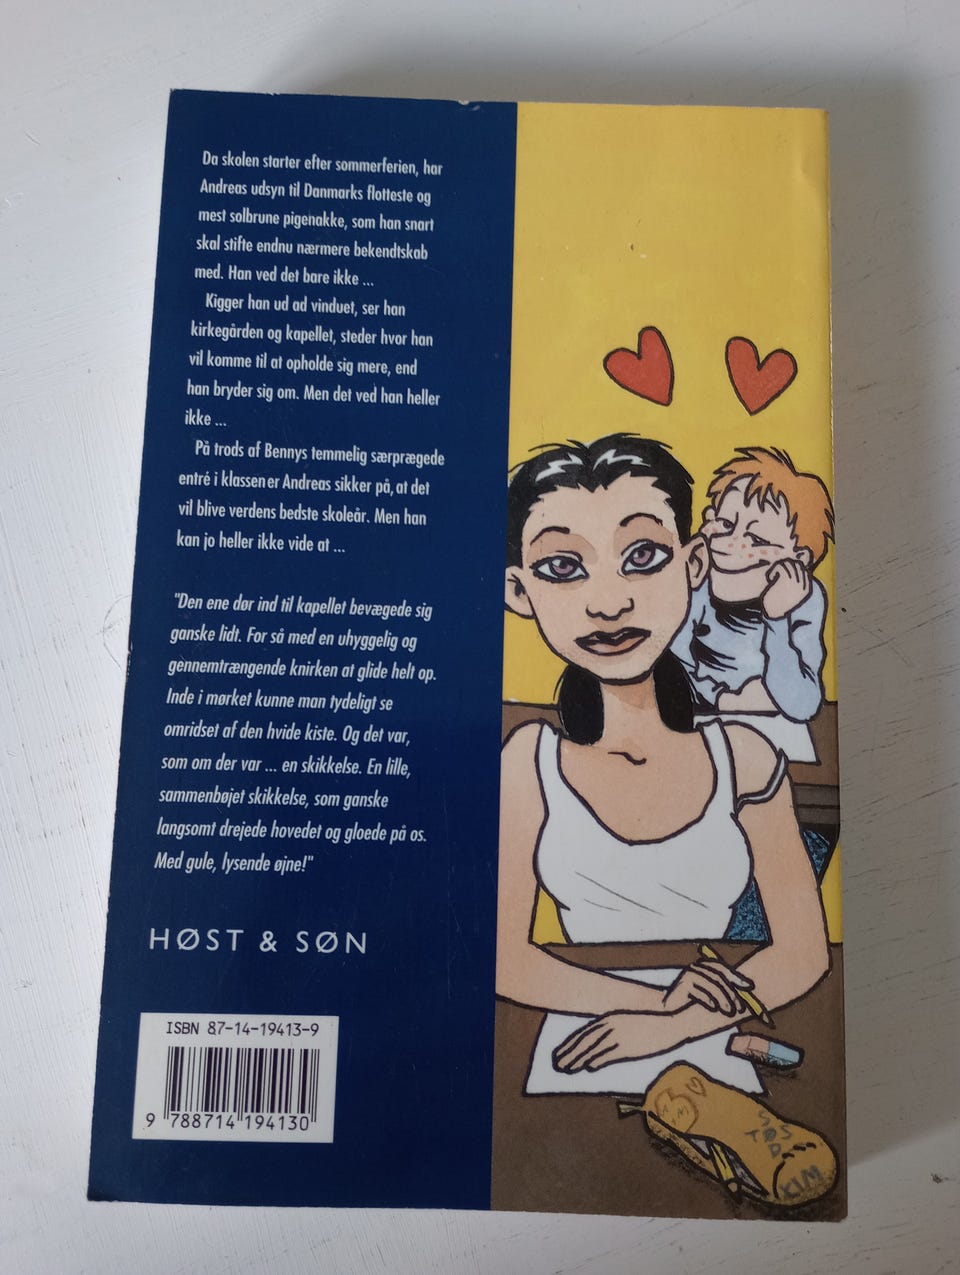 Da skolen starter efter sommerferien, har
Andreas udsyn til Danmarks flotteste og
mest solbrune pigenakke, som han snart
skal stifte endnu nærmere bekendtskab
med. Han ved det bare ikke ...
Kigger han ud ad vinduet, ser han
kirkegården og kapellet, steder hvor han
vil komme til at opholde sig mere, end
han bryder sig om. Men det ved han heller
ikke ...
På trods af Bennys temmelig særprægede
entré i klassen er Andreas sikker på, at det
vil blive verdens bedste skoleår. Men han
kan jo heller ikke vide at ...
"Den ene dør ind til kapellet bevægede sig
ganske lidt. For så med en uhyggelig og
gennemtrængende knirken at glide helt op.
Inde i mørket kunne man tydeligt se
omridset af den hvide kiste. Og det var,
som om der var ... en skikkelse. En lille,
sammenbøjet skikkelse, som ganske
langsomt drejede hovedet og gloede på os.
Med gule, lysende øjne!"
HØST & SØN
ISBN 87-14-19413-9
9 788714 194130
KIM